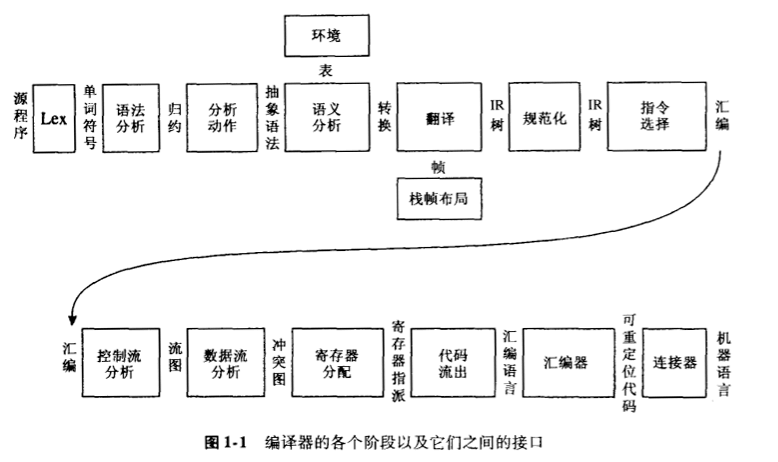 环境
表
源程序
Lex
单词符号
语法
分析
归约
分析
动作
抽象语法
语义
分析
转换
翻译
IR
树
规范化
IR
树
指令
选择
汇编
帧
栈帧布局
汇编
控制流
分析
流图
数据流
分析
冲突图
寄存器
分配
寄存器指派
代码
流出
汇编语言
汇编器
可重定位代码
连接器
机器语言
图1-1 编译器的各个阶段以及它们之间的接口